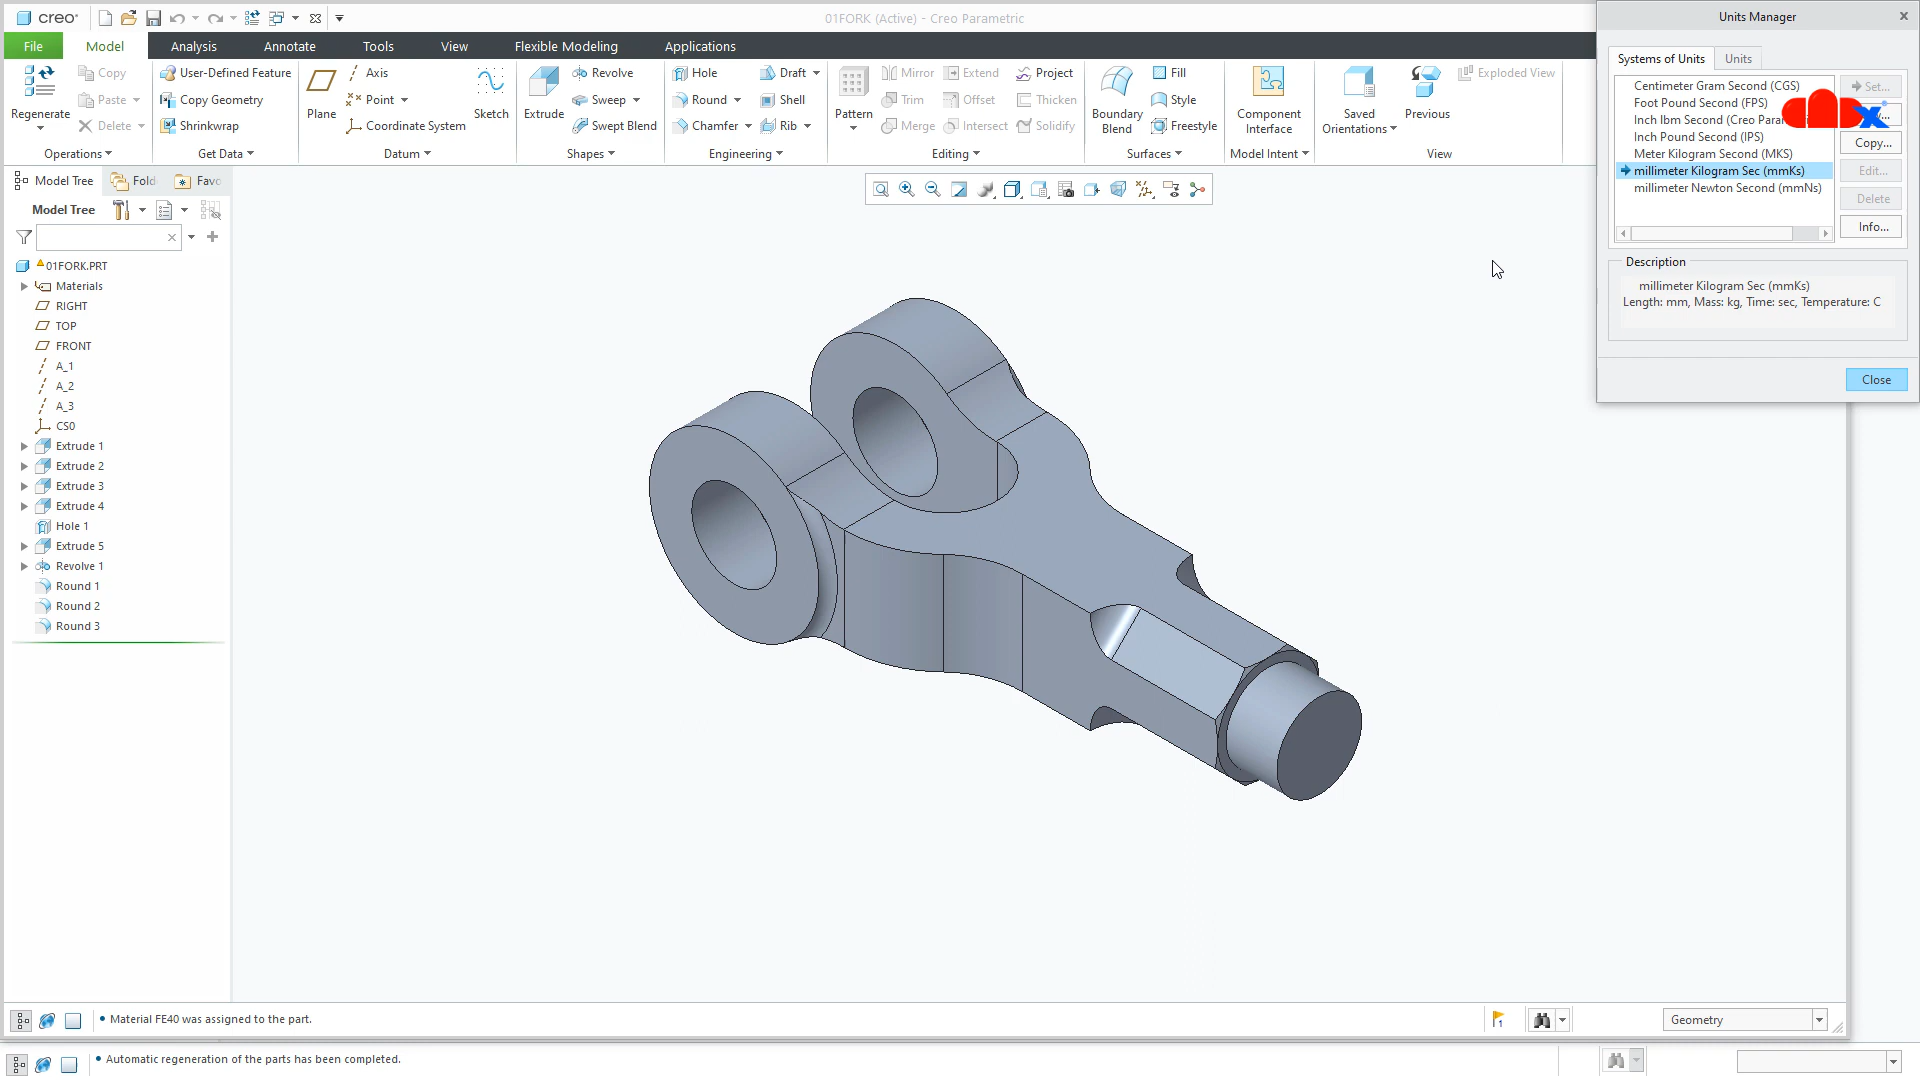 creo
01FORK (Active) - Creo Parametric
Units Manager
File
Model
Analysis
Annotate
Tools
View
Flexible Modeling
Applications
Regenerate
Copy
Paste
Delete
Operations
User-Defined Feature
Copy Geometry
Shrinkwrap
Get Data
Plane
Axis
Point
Coordinate System
Sketch
Datum
Extrude
Revolve
Sweep
Swept Blend
Shapes
Hole
Round
Chamfer
Draft
Shell
Rib
Engineering
Pattern
Mirror
Trim
Merge
Extend
Offset
Intersect
Project
Thicken
Solidify
Editing
Boundary
Blend
Fill
Style
Freestyle
Surfaces
Component
Interface
Model Intent
Saved
Orientations
Previous
Exploded View
View
Systems of Units
Units
Centimeter Gram Second (CGS)
Foot Pound Second (FPS)
Inch lbm Second (Creo Para
Inch Pound Second (IPS)
Meter Kilogram Second (MKS)
millimeter Kilogram Sec (mmKs)
millimeter Newton Second (mmNs)
Set...
Copy...
Edit...
Delete
Info...
Description
millimeter Kilogram Sec (mmKs)
Length: mm, Mass: kg, Time: sec, Temperature: C
Close
Model Tree
Fold
Favo
Model Tree
01FORK.PRT
Materials
RIGHT
TOP
FRONT
A_1
A_2
A_3
CS0
Extrude 1
Extrude 2
Extrude 3
Extrude 4
Hole 1
Extrude 5
Revolve 1
Round 1
Round 2
Round 3
Material FE40 was assigned to the part.
1
Geometry
Automatic regeneration of the parts has been completed.